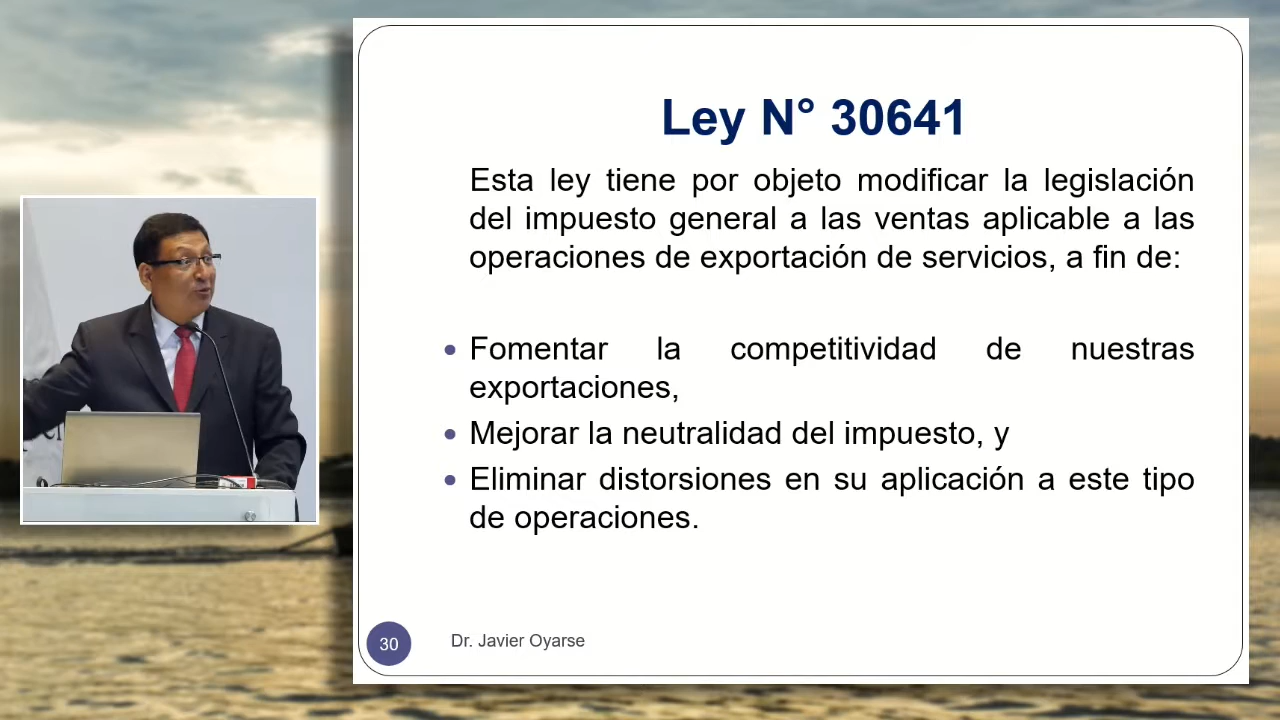 Ley N° 30641
Esta ley tiene por objeto modificar la legislación
del impuesto general a las ventas aplicable a las
operaciones de exportación de servicios, a fin de:
• Fomentar la competitividad de nuestras
exportaciones,
• Mejorar la neutralidad del impuesto, y
• Eliminar distorsiones en su aplicación a este tipo
de operaciones.
30
Dr. Javier Oyarse